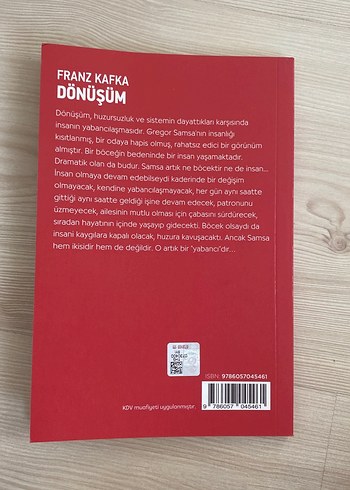 FRANZ KAFKA
DÖNÜŞÜM
Dönüşüm, huzursuzluk ve sistemin dayattıkları karşısında
insanın yabancılaşmasıdır. Gregor Samsa'nın insanlığı
kısıtlanmış, bir odaya hapis olmuş, rahatsız edici bir görünüm
almıştır. Bir böceğin bedeninde bir insan yaşamaktadır.
Dramatik olan da budur. Samsa artık ne böcektir ne de insan...
İnsan olmaya devam edebilseydi kaderinde bir değişim
olmayacak, kendine yabancılaşmayacak, her gün aynı saatte
gittiği aynı saatte geldiği işine devam edecek, patronunu
üzmeyecek, ailesinin mutlu olması için çabasını sürdürecek,
sıradan hayatının içinde yaşayıp gidecekti. Böcek olsaydı da
insani kaygılara kapalı olacak, huzura kavuşacaktı. Ancak Samsa
hem ikisidir hem de değildir. O artık bir "yabancı"dır...
ISBN: 9786057045461
9 786057 045461
KDV muafiyeti uygulanmıştır.